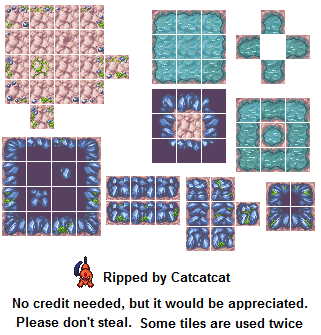 Ripped by Catcatcat
No credit needed, but it would be appreciated.
Please don't steal. Some tiles are used twice